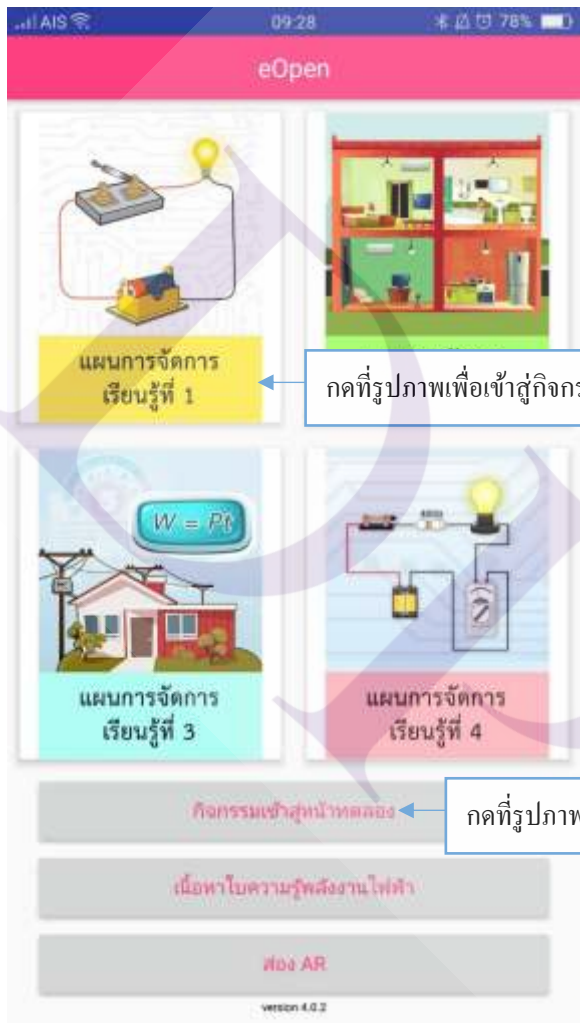 AIS 09:28 78%
eOpen
แผนการจัดการ
เรียนรู้ที่ 1
กดที่รูปภาพเพื่อเข้าสู่กิจกร
W = Pt
แผนการจัดการ
เรียนรู้ที่ 3
แผนการจัดการ
เรียนรู้ที่ 4
กิจกรรมเข้าสู่หน้าทดลอง
กดที่รูปภาพ
เนื้อหาใบความรู้พลังงานไฟฟ้า
ส่อง AR
version 4.0.2